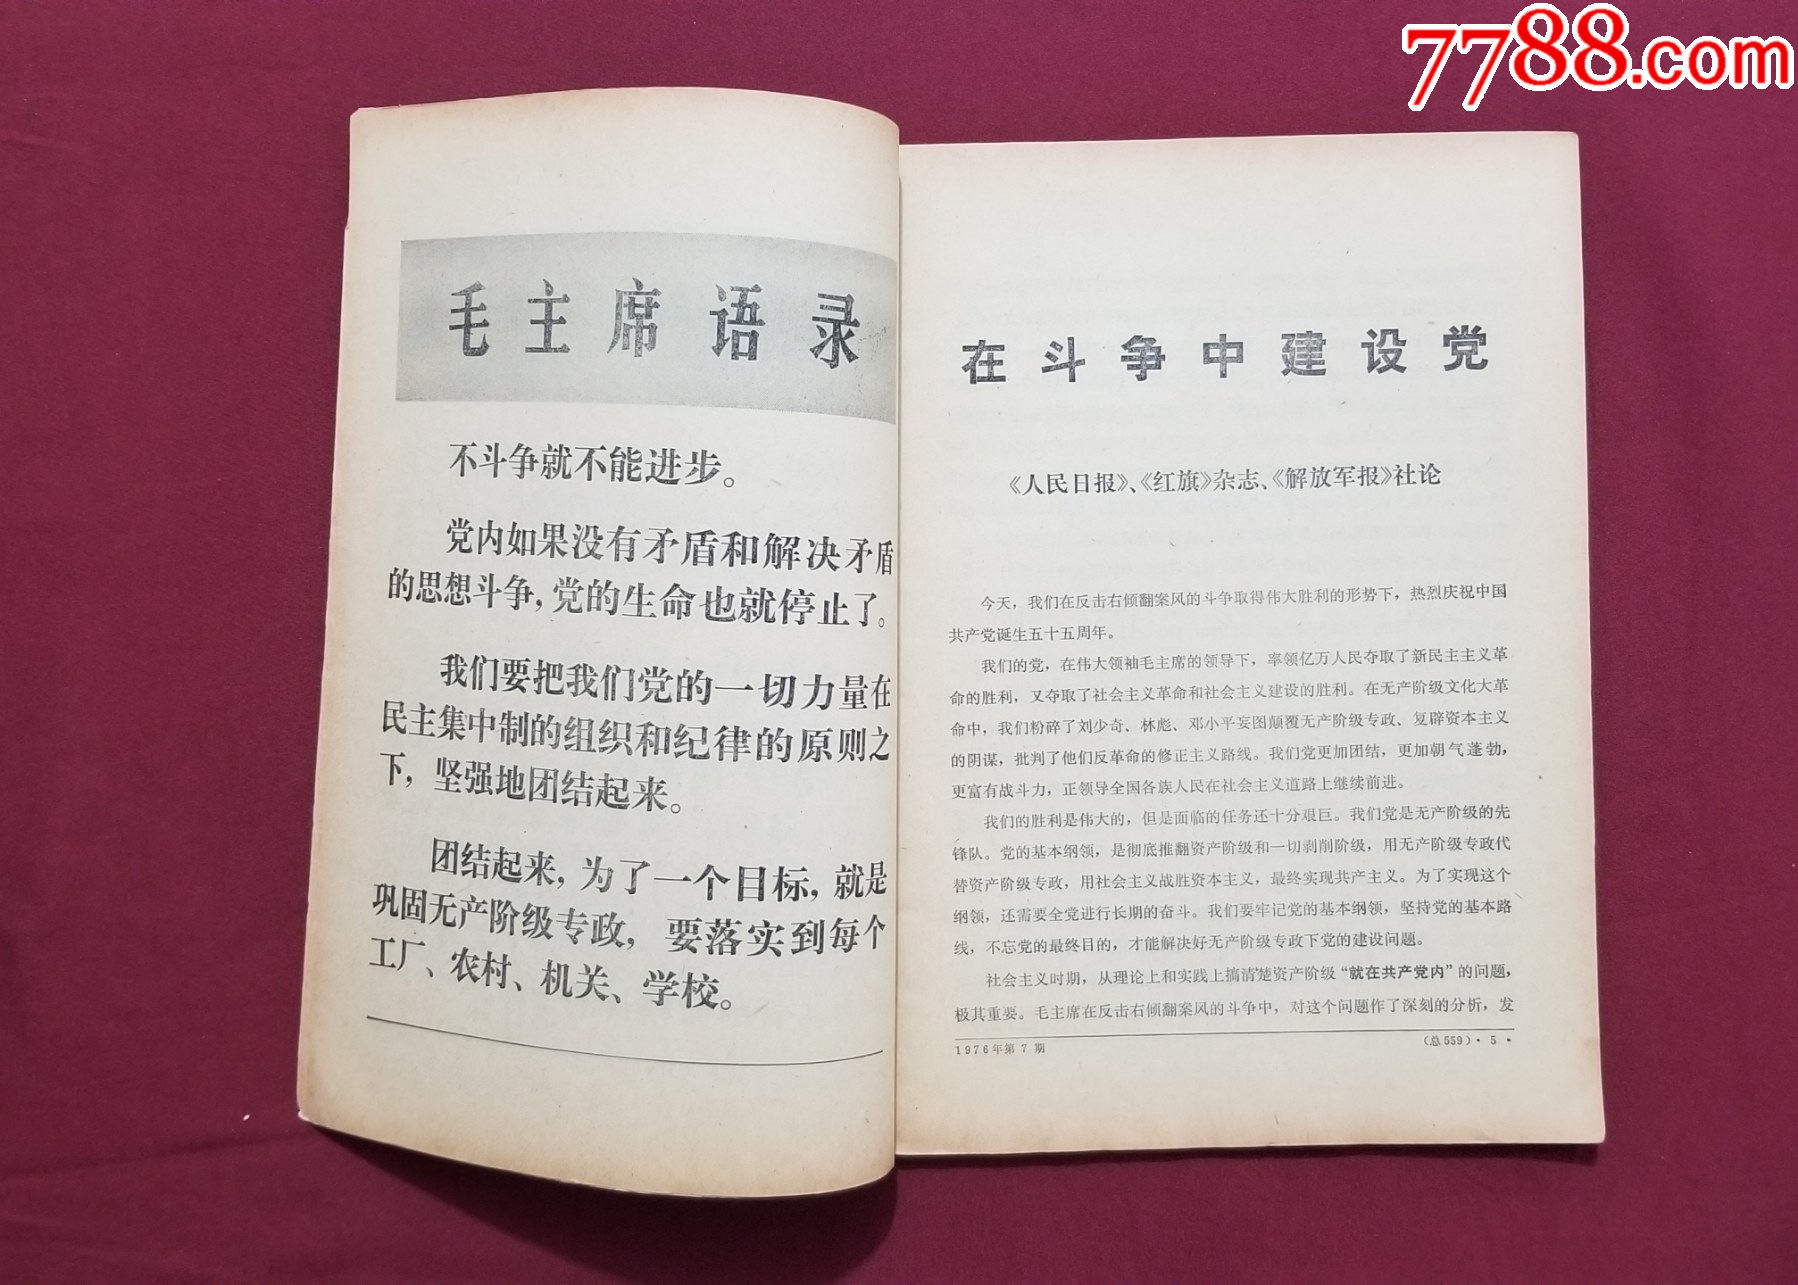 7788.com
毛主席语录
不斗争就不能进步。
党内如果没有矛盾和解决矛盾
的思想斗争，党的生命也就停止了。
我们要把我们党的一切力量在
民主集中制的组织和纪律的原则之
下，坚强地团结起来。
团结起来，为了一个目标，就是
巩固无产阶级专政，要落实到每个
工厂、农村、机关、学校。
在斗争中建设党
《人民日报》、《红旗》杂志、《解放军报》社论
今天，我们在反击右倾翻案风的斗争取得伟大胜利的形势下，热烈庆祝中国
共产党诞生五十五周年。
我们的党，在伟大领袖毛主席的领导下，率领亿万人民夺取了新民主主义革
命的胜利，又夺取了社会主义革命和社会主义建设的胜利。在无产阶级文化大革
命中，我们粉碎了刘少奇、林彪、邓小平妄图颠覆无产阶级专政、复辟资本主义
的阴谋，批判了他们反革命的修正主义路线。我们党更加团结，更加朝气蓬勃，
更富有战斗力，正领导全国各族人民在社会主义道路上继续前进。
我们的胜利是伟大的，但是面临的任务还十分艰巨。我们党是无产阶级的先
锋队。党的基本纲领，是彻底推翻资产阶级和一切剥削阶级，用无产阶级专政代
替资产阶级专政，用社会主义战胜资本主义，最终实现共产主义。为了实现这个
纲领，还需要全党进行长期的奋斗。我们要牢记党的基本纲领，坚持党的基本路
线，不忘党的最终目的，才能解决好无产阶级专政下党的建设问题。
社会主义时期，从理论上和实践上搞清楚资产阶级“就在共产党内”的问题，
极其重要。毛主席在反击右倾翻案风的斗争中，对这个问题作了深刻的分析，发
1976年第7期
（总559）·5·